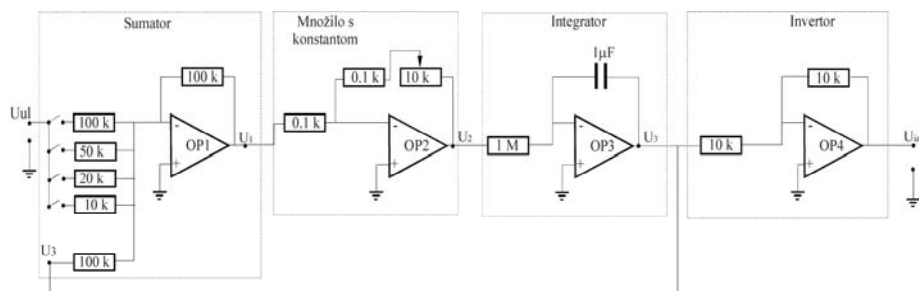 Sumator
Množilo s
konstantom
Integrator
Invertor
1µF
100 k
0.1 k
10 k
10 k
Uul
100 k
-
OP1
+
U1
0.1 k
-
OP2
+
U2
1 M
-
OP3
+
U3
10 k
-
OP4
+
50 k
20 k
10 k
U3
100 k